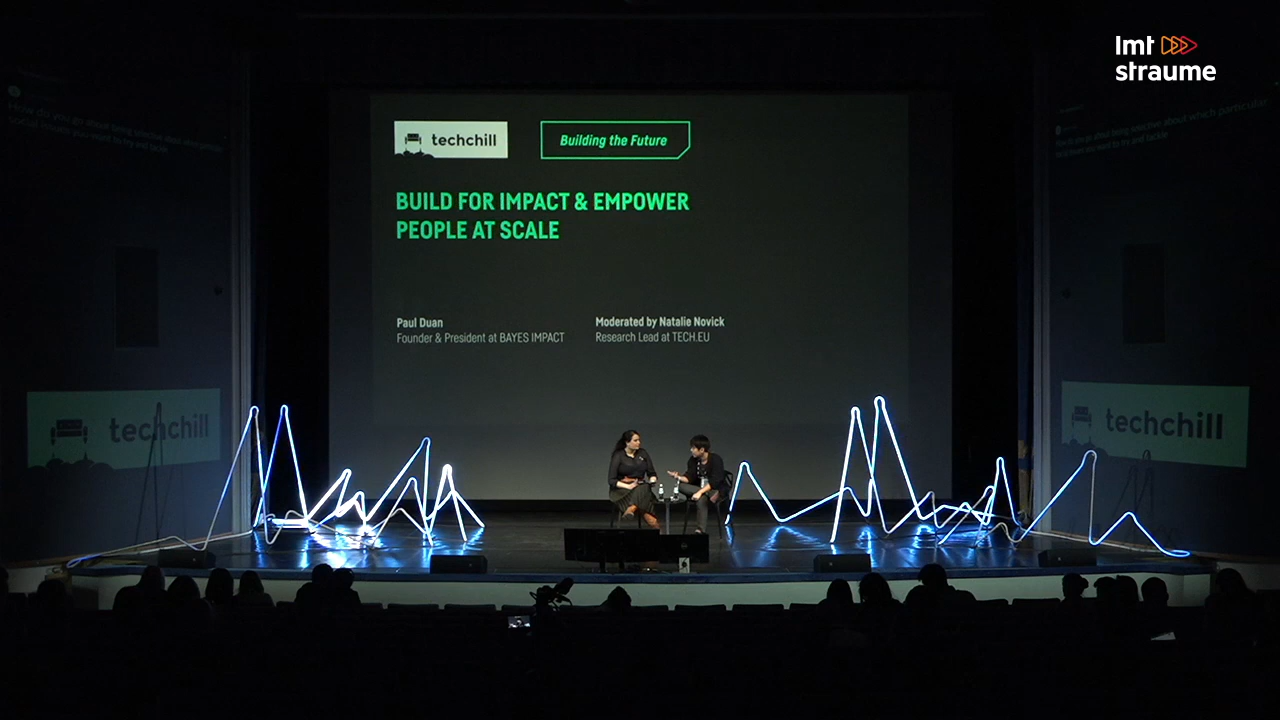 lmt
straume
techchill
Building the Future
BUILD FOR IMPACT & EMPOWER
PEOPLE AT SCALE
Paul Duan
Founder & President at BAYES IMPACT
Moderated by Natalie Novick
Research Lead at TECH.EU
techchill
techchill